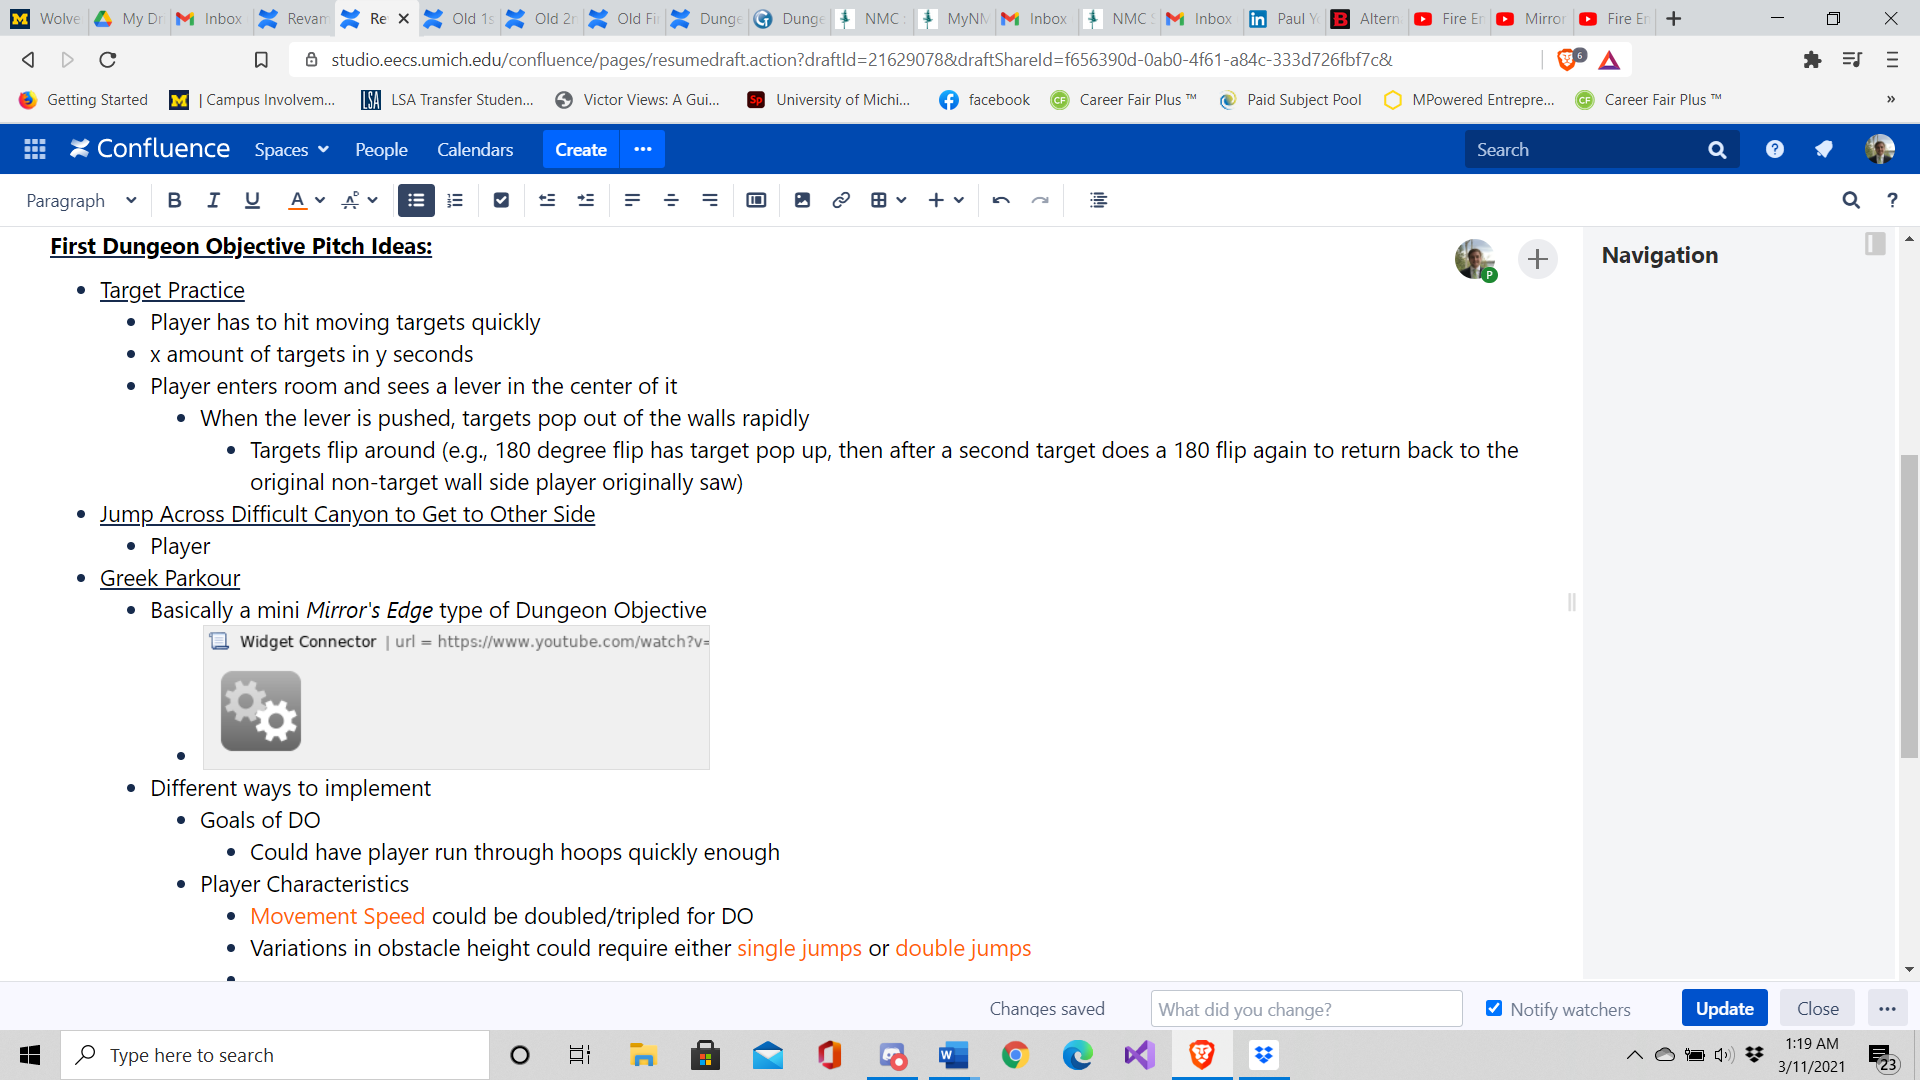 Wolve
My Dr
Inbox
Revam
Re
Old 1s
Old 2n
Old Fi
Dunge
Dunge
NMC
MyNM
Inbox
NMC S
Inbox
Paul Y
Altern
Fire En
Mirror
Fire En
studio.eecs.umich.edu/confluence/pages/resumedraft.action?draftId=21629078&draftShareId=f656390d-0ab0-4f61-a84c-333d726fbf7c&
6
Getting Started
| Campus Involvem...
LSA Transfer Studen...
Victor Views: A Gui...
University of Michi...
facebook
Career Fair Plus ™
Paid Subject Pool
MPowered Entrepre...
Career Fair Plus ™
»
Confluence
Spaces
People
Calendars
Create
Search
Paragraph
B I U A
First Dungeon Objective Pitch Ideas:
P
Navigation
Target Practice
Player has to hit moving targets quickly
x amount of targets in y seconds
Player enters room and sees a lever in the center of it
When the lever is pushed, targets pop out of the walls rapidly
Targets flip around (e.g., 180 degree flip has target pop up, then after a second target does a 180 flip again to return back to the
original non-target wall side player originally saw)
Jump Across Difficult Canyon to Get to Other Side
Player
Greek Parkour
Basically a mini Mirror's Edge type of Dungeon Objective
Widget Connector | url = https://www.youtube.com/watch?v=
Different ways to implement
Goals of DO
Could have player run through hoops quickly enough
Player Characteristics
Movement Speed could be doubled/tripled for DO
Variations in obstacle height could require either single jumps or double jumps
Changes saved
What did you change?
Notify watchers
Update
Close
Type here to search
1:19 AM
3/11/2021
23